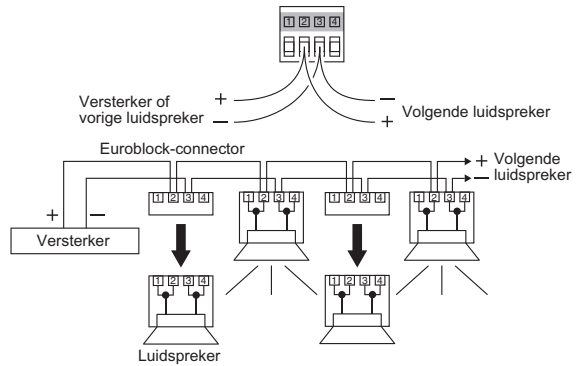 1 2 3 4
+
−
Versterker of
vorige luidspreker
−
+
Volgende luidspreker
Euroblock-connector
+ Volgende
− luidspreker
+ −
Versterker
1 2 3 4
1 2 3 4
1 2 3 4
1 2 3 4
1 2 3 4
1 2 3 4
Luidspreker